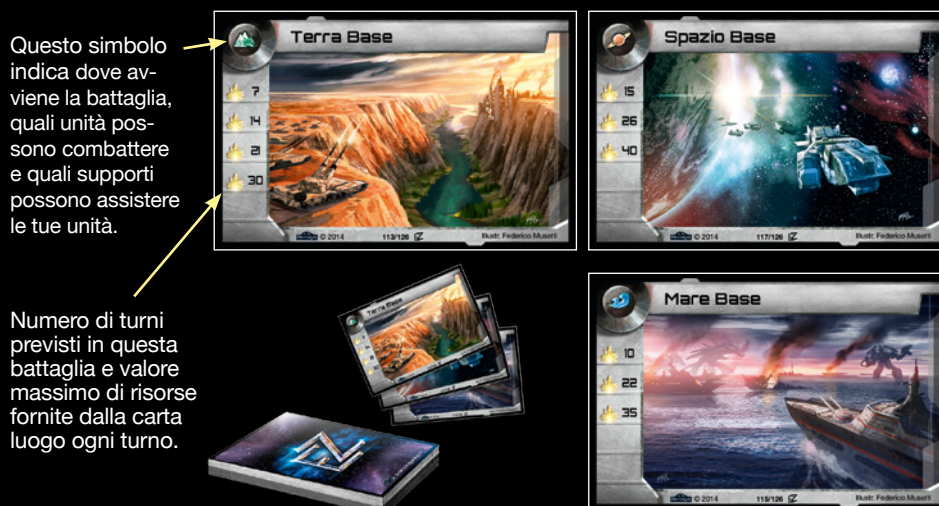 Questo simbolo
indica dove av-
viene la battaglia,
quali unità pos-
sono combattere
e quali supporti
possono assistere
le tue unità.
Numero di turni
previsti in questa
battaglia e valore
massimo di risorse
fornite dalla carta
luogo ogni turno.
Terra Base
7
14
21
30
© 2014 113/126 Illustr. Federico Musetti
Spazio Base
15
26
40
© 2014 117/126 Illustr. Federico Musetti
Terra Base
Mare Base
10
22
35
© 2014 115/126 Illustr. Federico Musetti